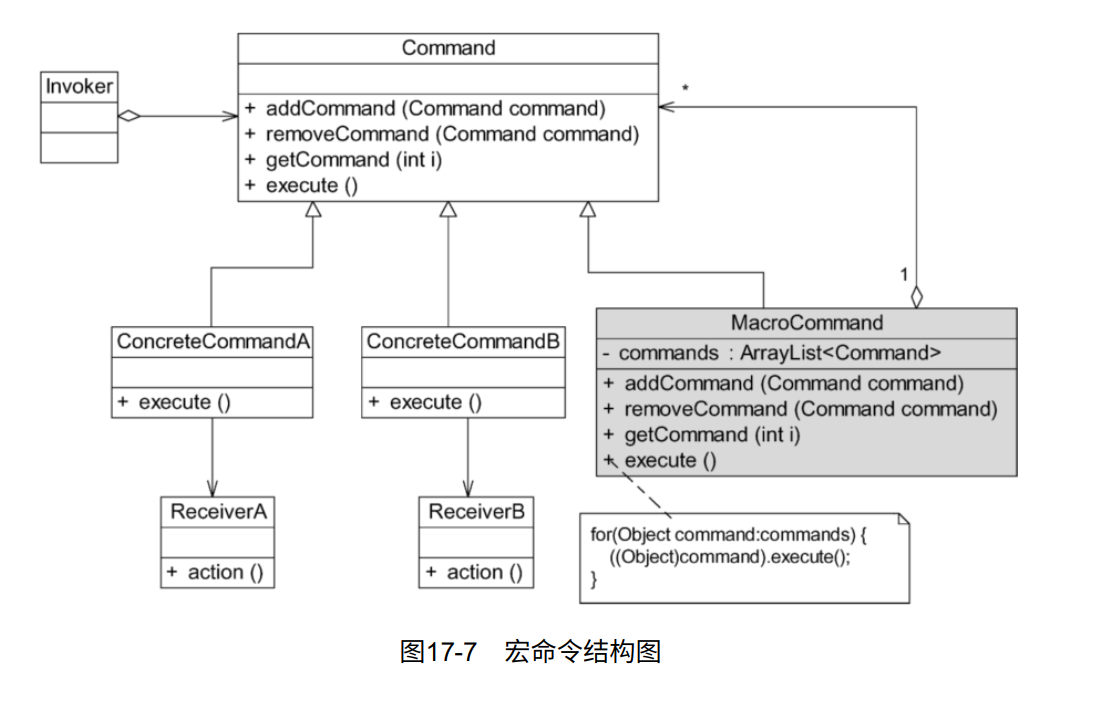 Command
Invoker
+ addCommand (Command command)
+ removeCommand (Command command)
+ getCommand (int i)
+ execute ()
*
1
ConcreteCommandA
+ execute ()
ConcreteCommandB
+ execute ()
MacroCommand
- commands : ArrayList<Command>
+ addCommand (Command command)
+ removeCommand (Command command)
+ getCommand (int i)
+ execute ()
ReceiverA
+ action ()
ReceiverB
+ action ()
for(Object command:commands) {
((Object)command).execute();
}
图17-7 宏命令结构图